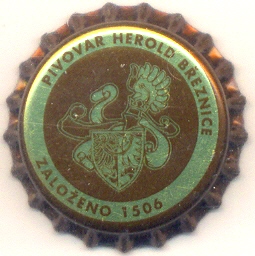 PIVOVAR HEROLD BŘEZNICE
ZALOŽENO 1506